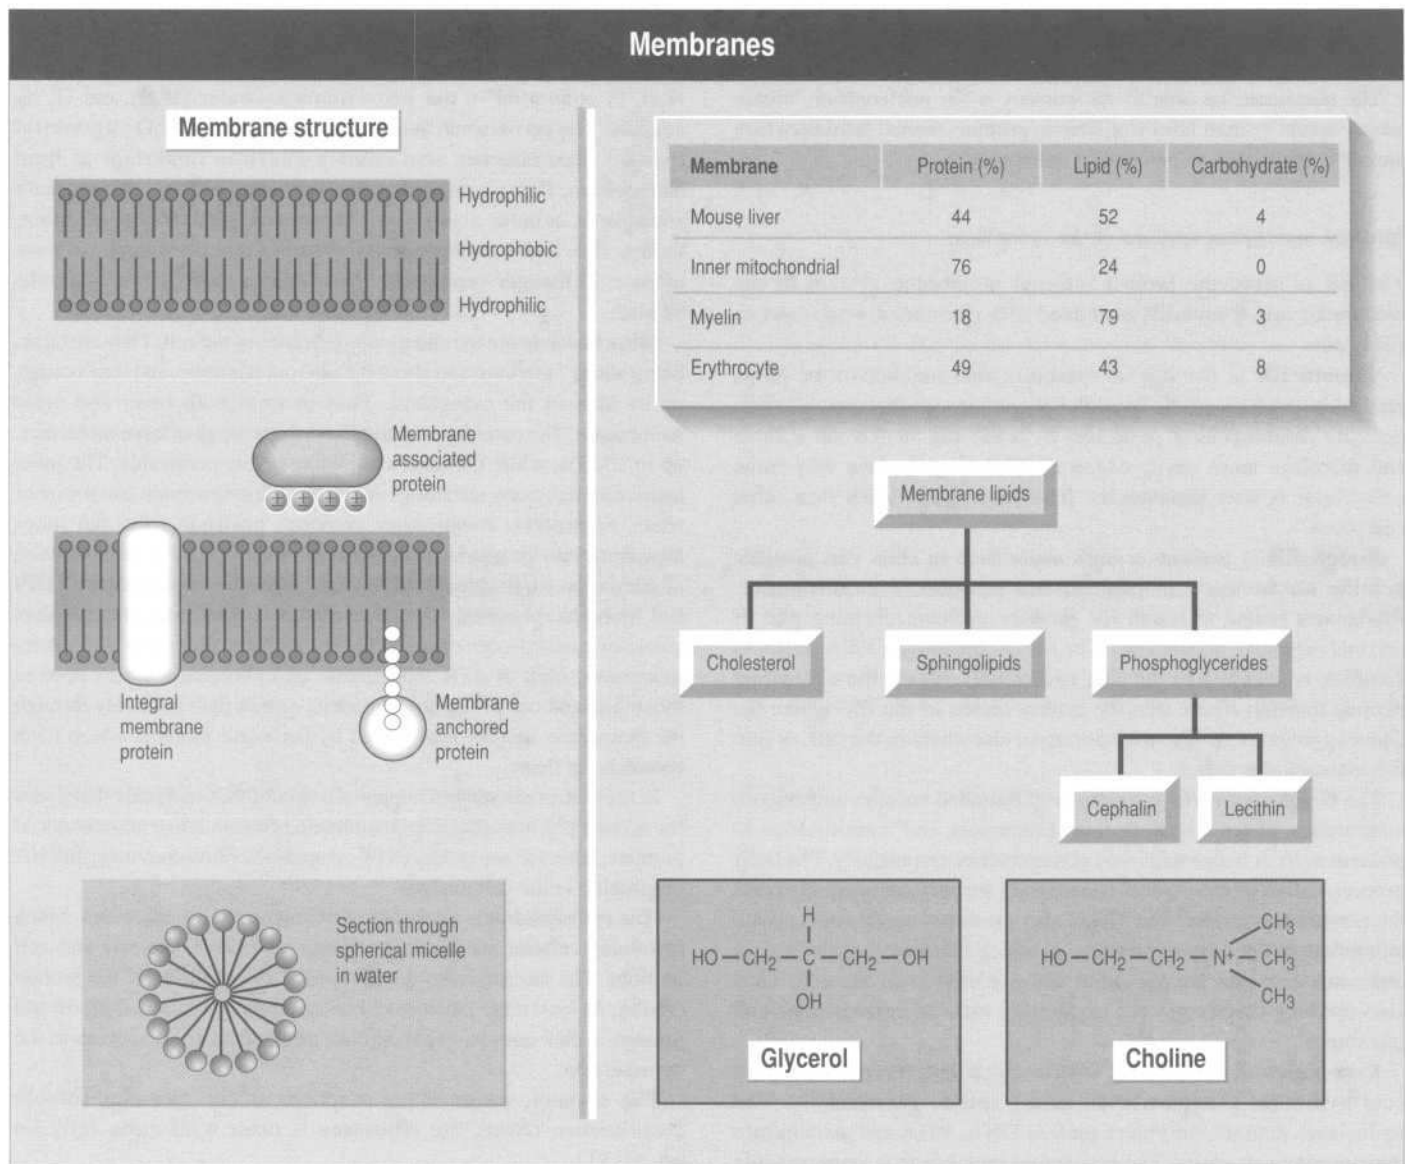 Membranes
Membrane structure
Hydrophilic
Hydrophobic
Hydrophilic
Membrane
associated
protein
± ± ± ±
Integral
membrane
protein
Membrane
anchored
protein
Section through
spherical micelle
in water
Membrane Protein (%) Lipid (%) Carbohydrate (%)
Mouse liver 44 52 4
Inner mitochondrial 76 24 0
Myelin 18 79 3
Erythrocyte 49 43 8
Membrane lipids
Cholesterol Sphingolipids Phosphoglycerides
Cephalin Lecithin
H
HO – CH₂ – C – CH₂ – OH
OH
Glycerol
CH₃
HO – CH₂ – CH₂ – N⁺ – CH₃
CH₃
Choline